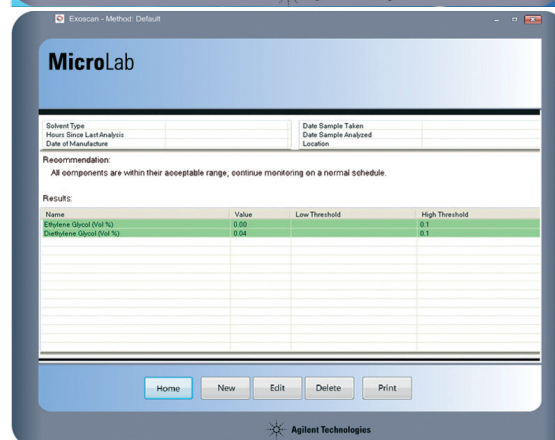 Exoscan - Method: Default
MicroLab
Solvent Type
Date Sample Taken
Hours Since Last Analysis
Date Sample Analyzed
Date of Manufacture
Location
Recommendation:
All components are within their acceptable range, continue monitoring on a normal schedule.
Results:
Name Value Low Threshold High Threshold
Ethylene Glycol (Vol %) 0.00 0.1
Diethylene Glycol (Vol %) 0.04 0.1
Home New Edit Delete Print
Agilent Technologies